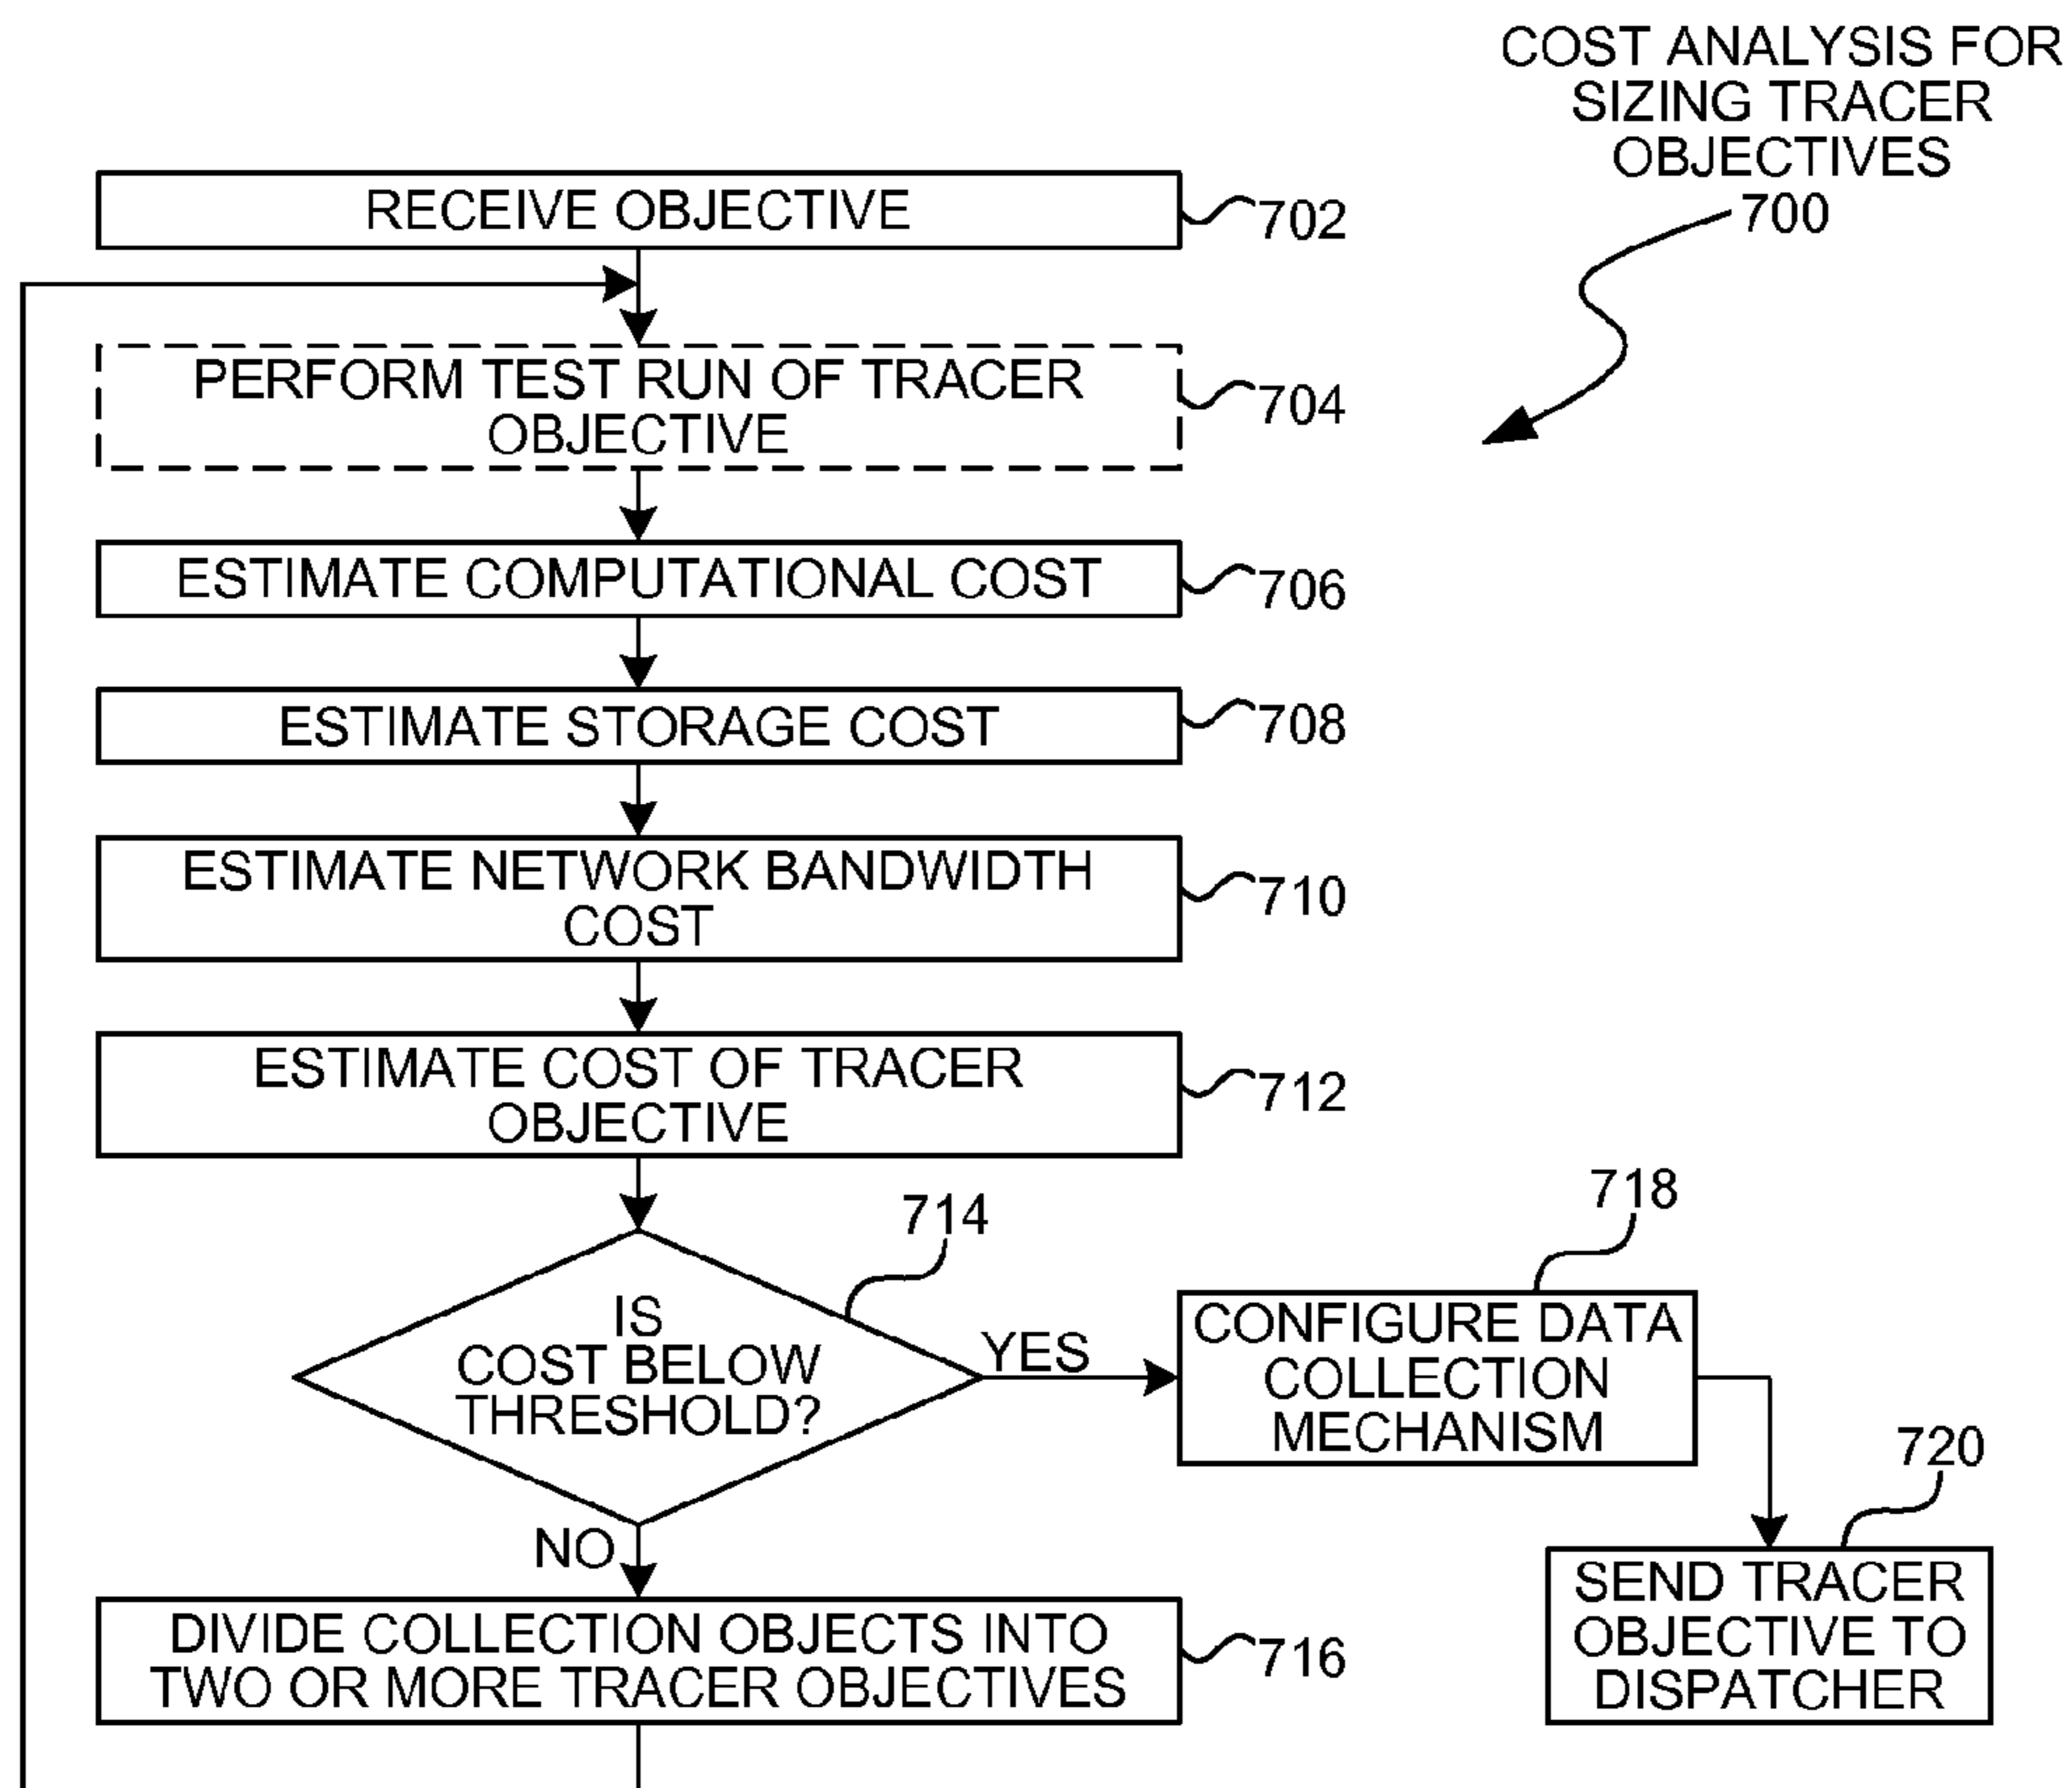 COST ANALYSIS FOR
SIZING TRACER
OBJECTIVES
700
RECEIVE OBJECTIVE
702
PERFORM TEST RUN OF TRACER
OBJECTIVE
704
ESTIMATE COMPUTATIONAL COST
706
ESTIMATE STORAGE COST
708
ESTIMATE NETWORK BANDWIDTH
COST
710
ESTIMATE COST OF TRACER
OBJECTIVE
712
714
IS
COST BELOW
THRESHOLD?
YES
NO
718
CONFIGURE DATA
COLLECTION
MECHANISM
720
SEND TRACER
OBJECTIVE TO
DISPATCHER
DIVIDE COLLECTION OBJECTS INTO
TWO OR MORE TRACER OBJECTIVES
716